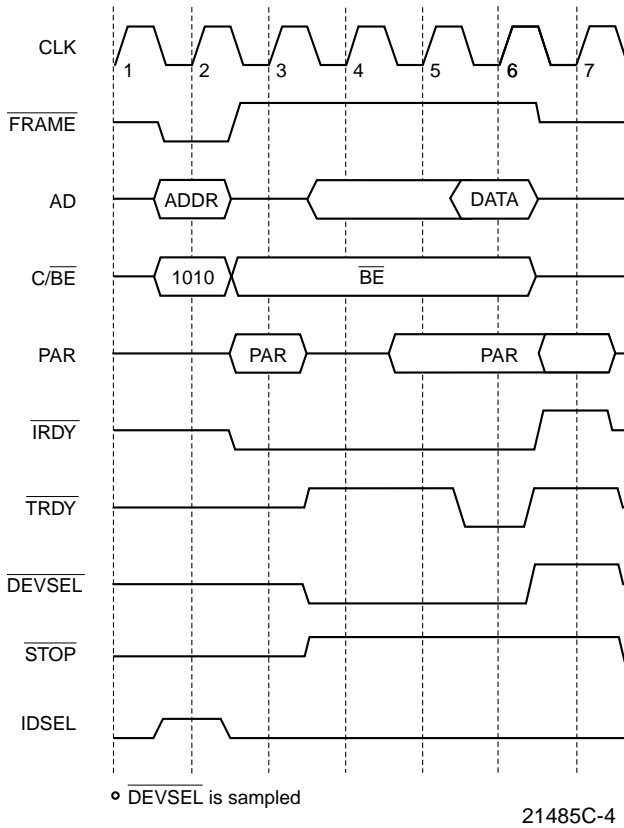 CLK
1 2 3 4 5 6 7
FRAME
AD
ADDR
DATA
C/BE
1010
BE
PAR
PAR
PAR
IRDY
TRDY
DEVSEL
STOP
IDSEL
DEVSEL is sampled
21485C-4